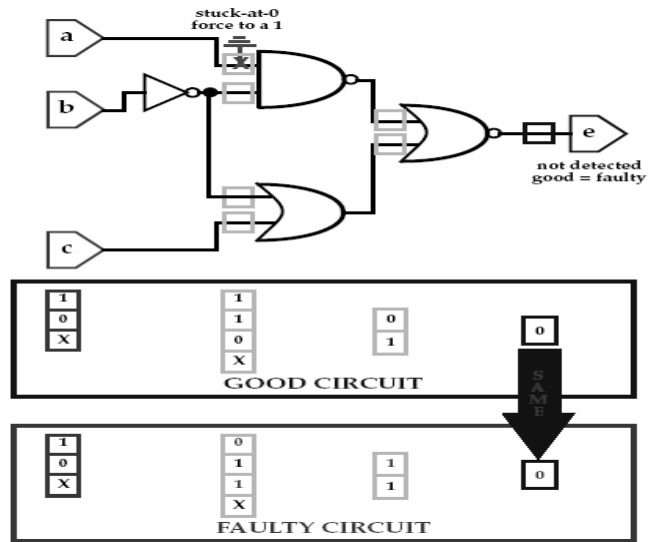 stuck-at-0
force to a 1
a
X
b
e
not detected
good = faulty
c
1
0
X
1
1
0
X
0
1
0
GOOD CIRCUIT
SAME
1
0
X
0
1
1
X
1
1
0
FAULTY CIRCUIT